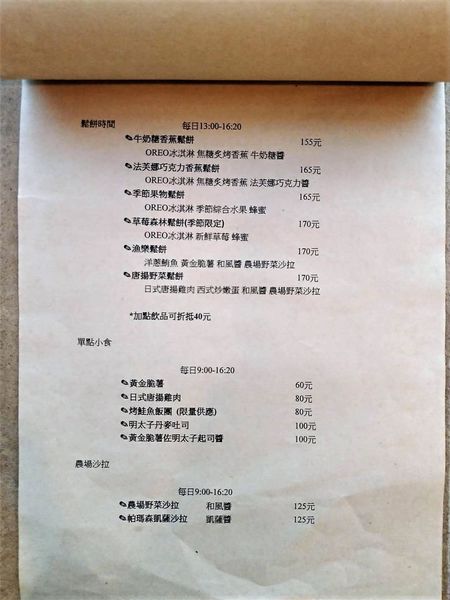 鬆餅時間 每日13:00-16:20
牛奶糖香蕉鬆餅 155元
OREO冰淇淋 焦糖炙烤香蕉 牛奶糖醬
法芙娜巧克力香蕉鬆餅 165元
OREO冰淇淋 焦糖炙烤香蕉 法芙娜巧克力醬
季節果物鬆餅 165元
OREO冰淇淋 季節綜合水果 蜂蜜
草莓森林鬆餅(季節限定) 170元
OREO冰淇淋 新鮮草莓 蜂蜜
漁樂鬆餅 170元
洋蔥鮪魚 黃金脆薯 和風醬 農場野菜沙拉
唐揚野菜鬆餅 170元
日式唐揚雞肉 西式炒嫩蛋 和風醬 農場野菜沙拉
*加點飲品可折抵40元
單點小食
每日9:00-16:20
黃金脆薯 60元
日式唐揚雞肉 80元
烤鮭魚飯團 (限量供應) 80元
明太子丹麥吐司 100元
黃金脆薯佐明太子起司醬 100元
農場沙拉
每日9:00-16:20
農場野菜沙拉 和風醬 125元
帕瑪森凱薩沙拉 凱薩醬 125元